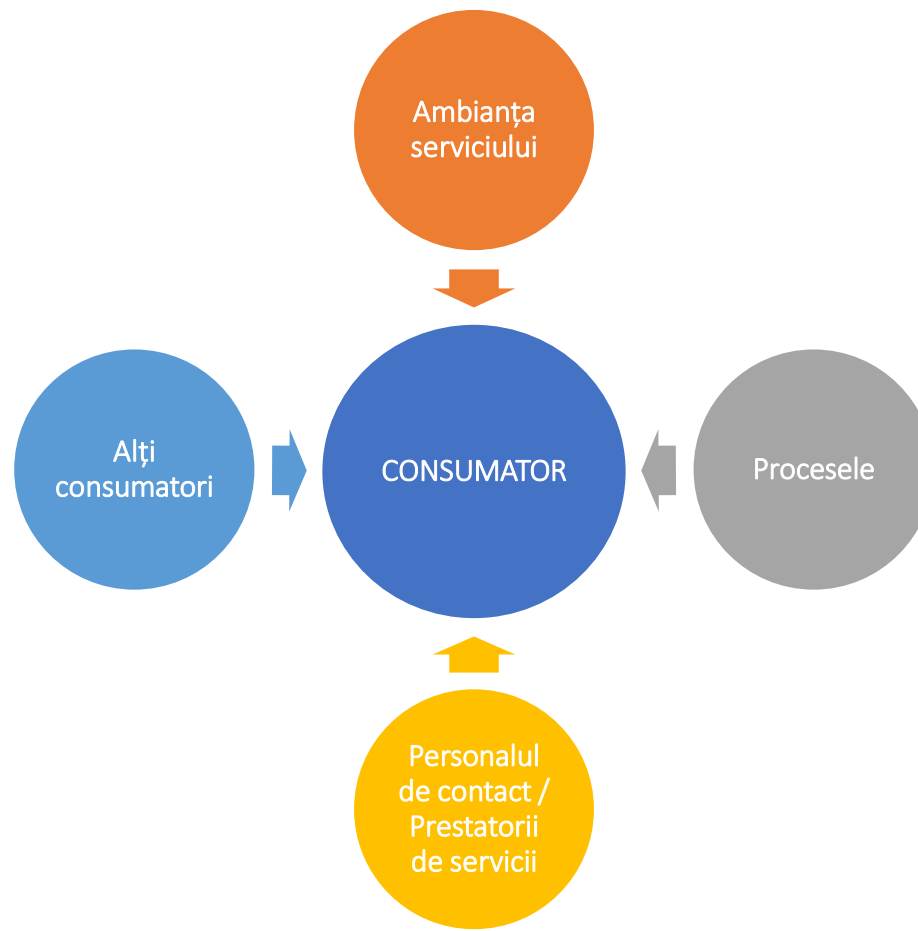 Ambianța
serviciului
Alți
consumatori
CONSUMATOR
Procesele
Personalul
de contact /
Prestatorii
de servicii